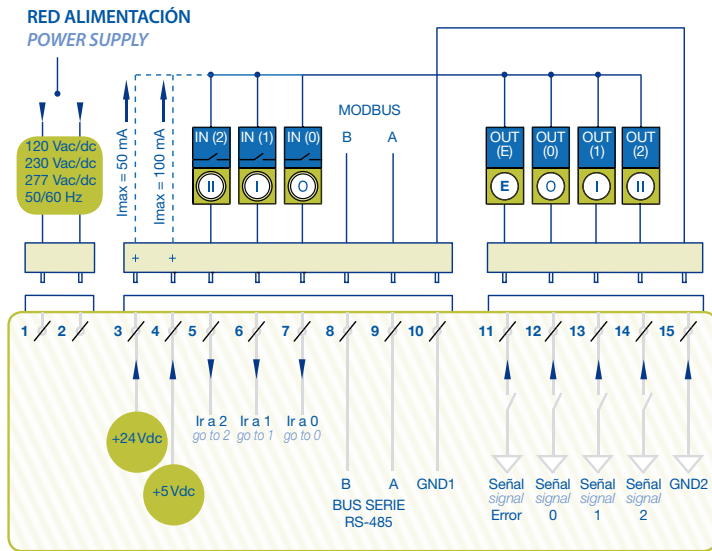 RED ALIMENTACIÓN
POWER SUPPLY
120 Vac/dc
230 Vac/dc
277 Vac/dc
50/60 Hz
Imax = 50 mA
Imax = 100 mA
IN (2)
II
IN (1)
I
IN (0)
O
MODBUS
B A
OUT
(E)
E
OUT
(0)
O
OUT
(1)
I
OUT
(2)
II
+ +
1 2 3 4 5 6 7 8 9 10 11 12 13 14 15
+24Vdc
+5Vdc
Ir a 2
go to 2
Ir a 1
go to 1
Ir a 0
go to 0
B A GND1
BUS SERIE
RS-485
Señal
signal
Error
Señal
signal
0
Señal
signal
1
Señal
signal
2
GND2